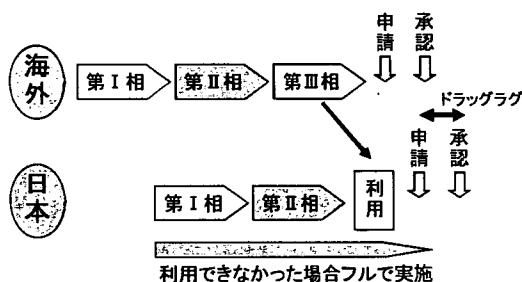 申請 承認
海外 第Ⅰ相 第Ⅱ相 第Ⅲ相
ドラッグラグ
申請 承認
日本 第Ⅰ相 第Ⅱ相 利用
利用できなかった場合フルで実施